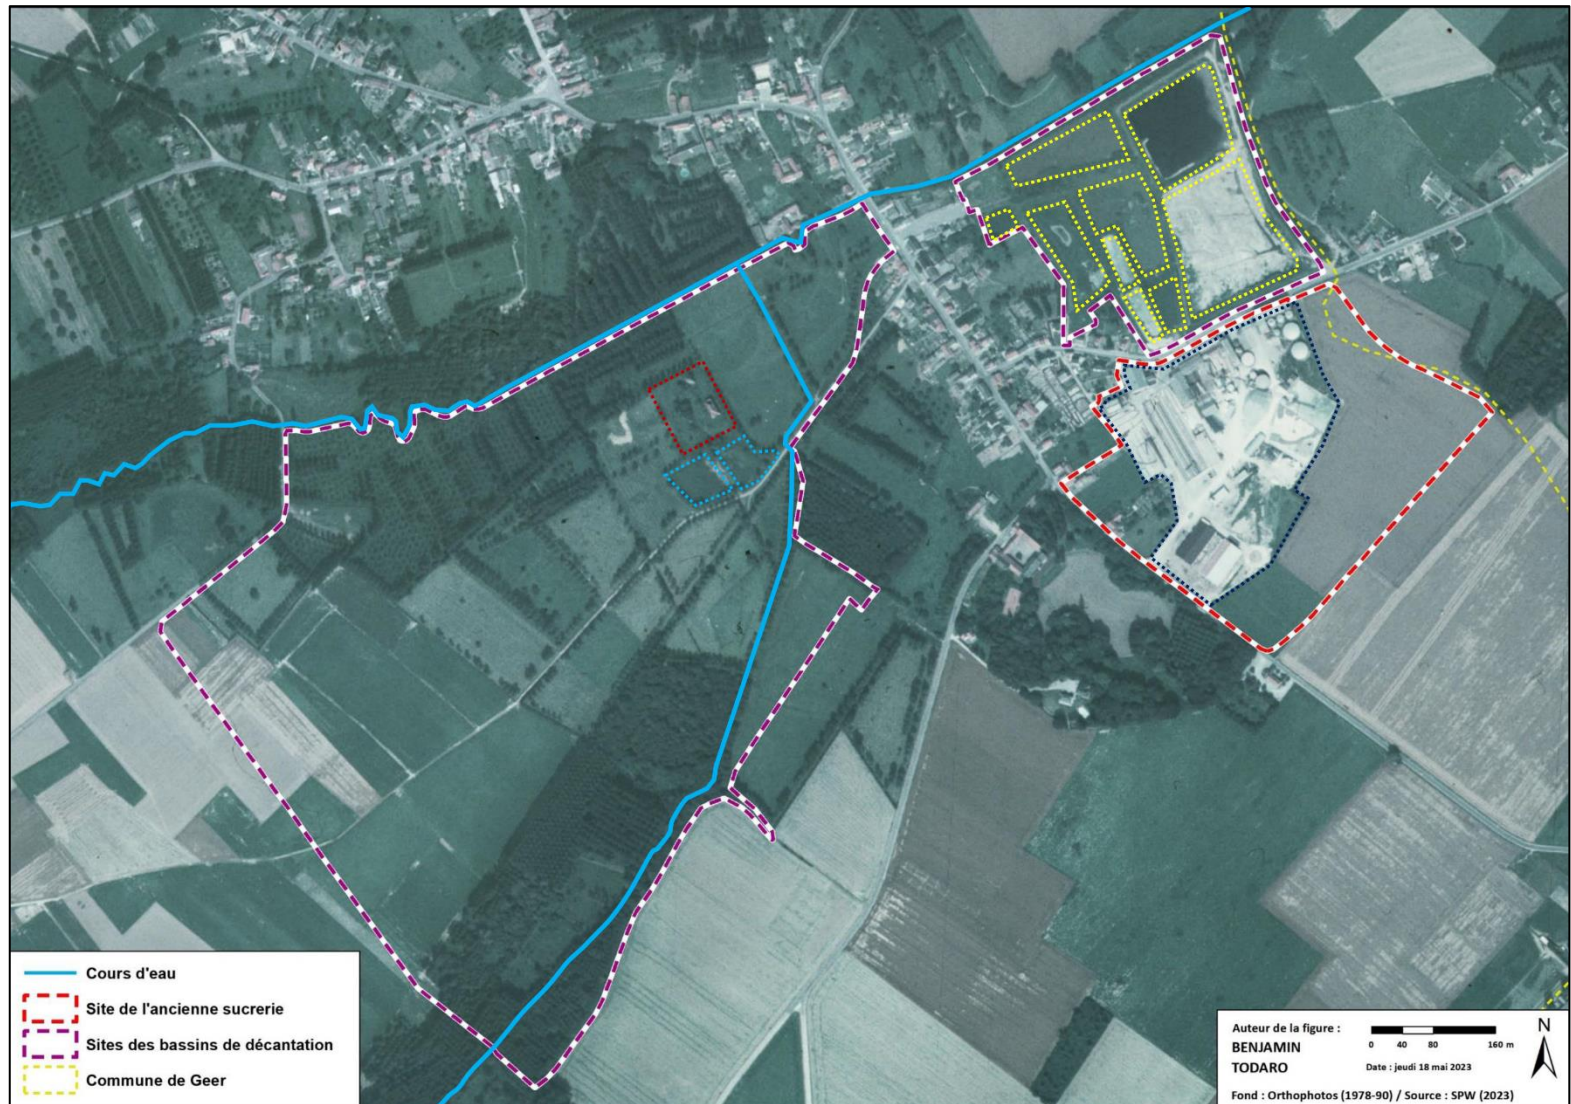 Cours d'eau
Site de l'ancienne sucrerie
Sites des bassins de décantation
Commune de Geer
Auteur de la figure :
BENJAMIN
TODARO
0 40 80 160 m
Date : jeudi 18 mai 2023
N
Fond : Orthophotos (1978-90) / Source : SPW (2023)